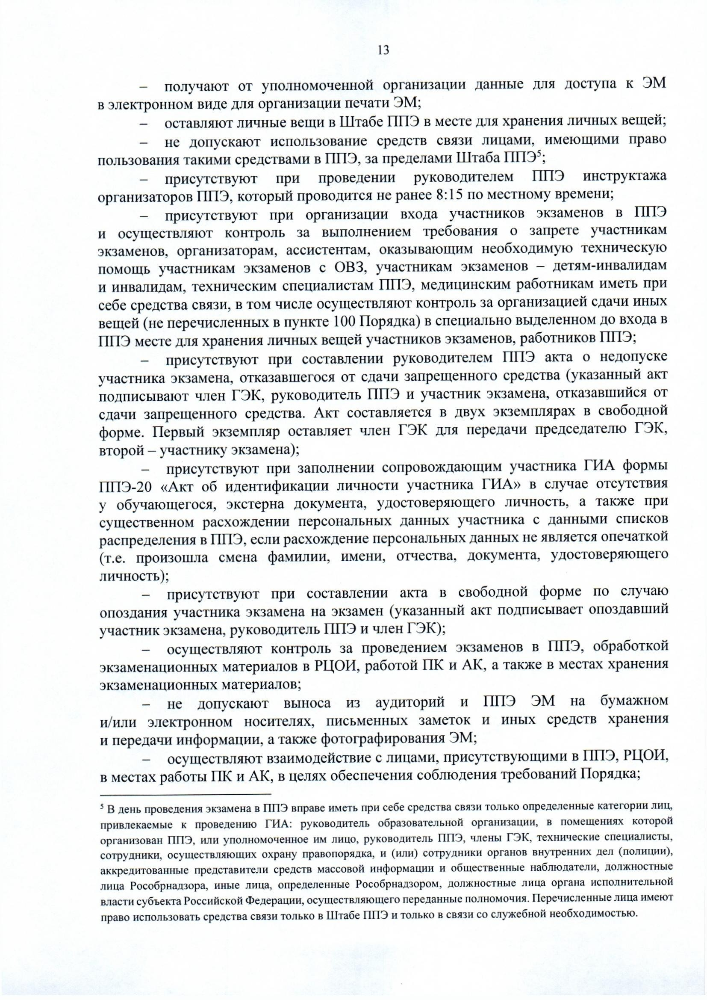 13
– получают от уполномоченной организации данные для доступа к ЭМ
в электронном виде для организации печати ЭМ;
– оставляют личные вещи в Штабе ППЭ в месте для хранения личных вещей;
– не допускают использование средств связи лицами, имеющими право
пользования такими средствами в ППЭ, за пределами Штаба ППЭ⁵;
– присутствуют при проведении руководителем ППЭ инструктажа
организаторов ППЭ, который проводится не ранее 8:15 по местному времени;
– присутствуют при организации входа участников экзаменов в ППЭ
и осуществляют контроль за выполнением требования о запрете участникам
экзаменов, организаторам, ассистентам, оказывающим необходимую техническую
помощь участникам экзаменов с ОВЗ, участникам экзаменов – детям-инвалидам
и инвалидам, техническим специалистам ППЭ, медицинским работникам иметь при
себе средства связи, в том числе осуществляют контроль за организацией сдачи иных
вещей (не перечисленных в пункте 100 Порядка) в специально выделенном до входа в
ППЭ месте для хранения личных вещей участников экзаменов, работников ППЭ;
– присутствуют при составлении руководителем ППЭ акта о недопуске
участника экзамена, отказавшегося от сдачи запрещенного средства (указанный акт
подписывают член ГЭК, руководитель ППЭ и участник экзамена, отказавшийся от
сдачи запрещенного средства. Акт составляется в двух экземплярах в свободной
форме. Первый экземпляр оставляет член ГЭК для передачи председателю ГЭК,
второй – участнику экзамена);
– присутствуют при заполнении сопровождающим участника ГИА формы
ППЭ-20 «Акт об идентификации личности участника ГИА» в случае отсутствия
у обучающегося, экстерна документа, удостоверяющего личность, а также при
существенном расхождении персональных данных участника с данными списков
распределения в ППЭ, если расхождение персональных данных не является опечаткой
(т.е. произошла смена фамилии, имени, отчества, документа, удостоверяющего
личность);
– присутствуют при составлении акта в свободной форме по случаю
опоздания участника экзамена на экзамен (указанный акт подписывает опоздавший
участник экзамена, руководитель ППЭ и член ГЭК);
– осуществляют контроль за проведением экзаменов в ППЭ, обработкой
экзаменационных материалов в РЦОИ, работой ПК и АК, а также в местах хранения
экзаменационных материалов;
– не допускают выноса из аудиторий и ППЭ ЭМ на бумажном
и/или электронном носителях, письменных заметок и иных средств хранения
и передачи информации, а также фотографирования ЭМ;
– осуществляют взаимодействие с лицами, присутствующими в ППЭ, РЦОИ,
в местах работы ПК и АК, в целях обеспечения соблюдения требований Порядка;
⁵ В день проведения экзамена в ППЭ вправе иметь при себе средства связи только определенные категории лиц,
привлекаемые к проведению ГИА: руководитель образовательной организации, в помещениях которой
организован ППЭ, или уполномоченное им лицо, руководитель ППЭ, члены ГЭК, технические специалисты,
сотрудники, осуществляющих охрану правопорядка, и (или) сотрудники органов внутренних дел (полиции),
аккредитованные представители средств массовой информации и общественные наблюдатели, должностные
лица Рособрнадзора, иные лица, определенные Рособрнадзором, должностные лица органа исполнительной
власти субъекта Российской Федерации, осуществляющего переданные полномочия. Перечисленные лица имеют
право использовать средства связи только в Штабе ППЭ и только в связи со служебной необходимостью.